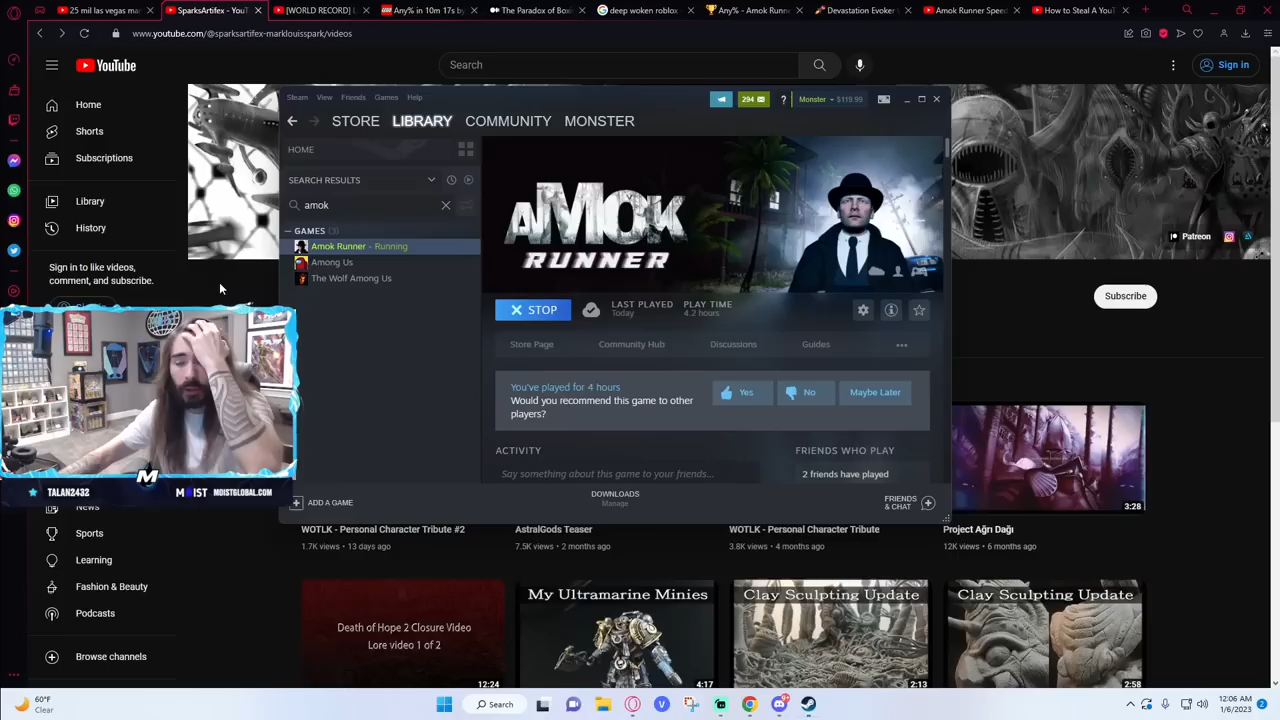 25 mil las vegas mar
SparksArtifex - YouT
[WORLD RECORD] I
Any% in 10m 17s by
The Paradox of Box
deep woken roblox
Any% - Amok Runne
Devastation Evoker
Amok Runner Speed
How to Steal A YouT
www.youtube.com/@sparksartifex-marklouisspark/videos
YouTube
Search
Sign in
Home
Shorts
Subscriptions
Library
History
Sign in to like videos,
comment, and subscribe.
Patreon
Subscribe
Steam View Friends Games Help
294
?
Monster
$119.99
STORE LIBRARY COMMUNITY MONSTER
HOME
SEARCH RESULTS
amok
GAMES (3)
Amok Runner - Running
Among Us
The Wolf Among Us
AMOK
RUNNER
STOP
LAST PLAYED
Today
PLAY TIME
4.2 hours
Store Page
Community Hub
Discussions
Guides
You've played for 4 hours
Would you recommend this game to other
players?
Yes
No
Maybe Later
ACTIVITY
Say something about this game to your friends...
FRIENDS WHO PLAY
2 friends have played
ADD A GAME
DOWNLOADS
Manage
FRIENDS
& CHAT
TALAN2432
M
MOIST
MOISTGLOBAL.COM
News
Sports
Learning
Fashion & Beauty
Podcasts
Browse channels
WOTLK - Personal Character Tribute #2
1.7K views • 13 days ago
AstralGods Teaser
7.5K views • 2 months ago
WOTLK - Personal Character Tribute
3.8K views • 4 months ago
3:28
Project Ağrı Dağı
12K views • 6 months ago
Death of Hope 2 Closure Video
Lore video 1 of 2
12:24
My Ultramarine Minies
4:17
Clay Sculpting Update
2:13
Clay Sculpting Update
2:58
60°F
Clear
Search
12:06 AM
1/6/2023
2